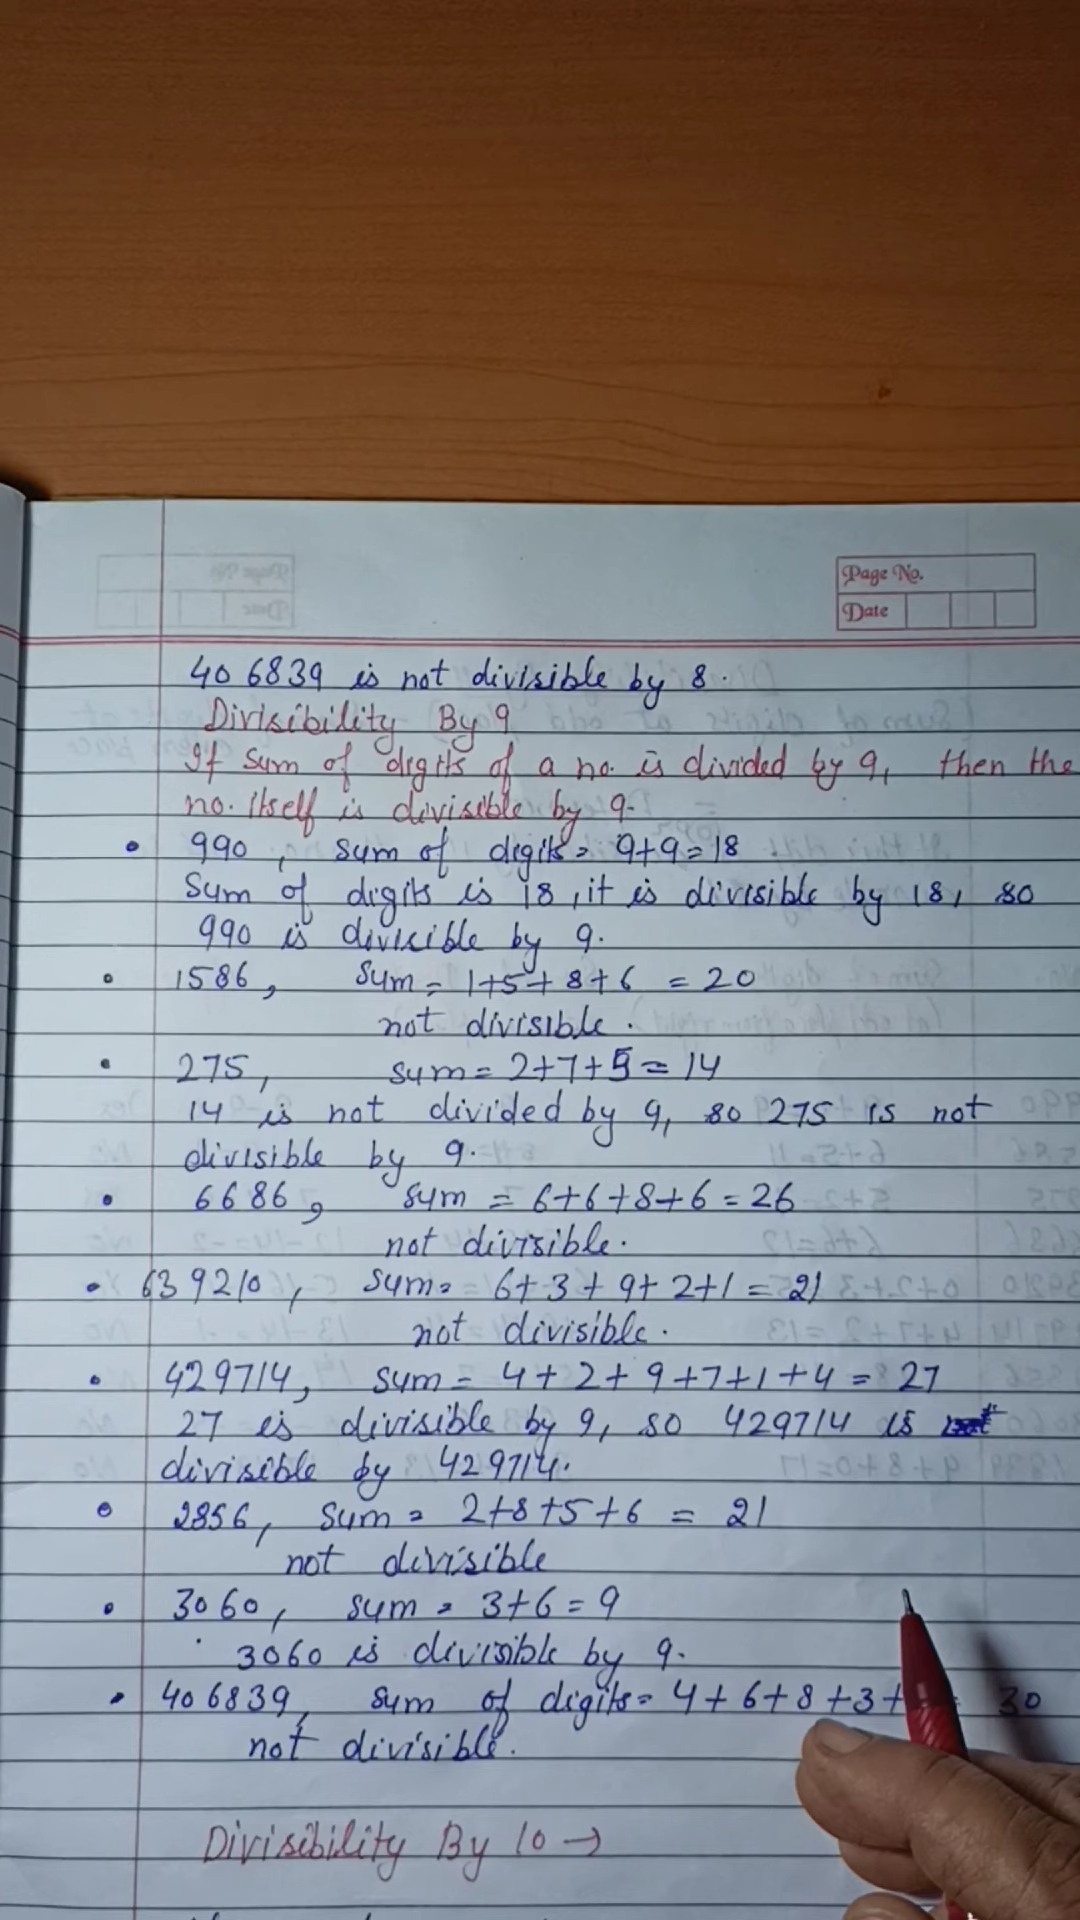 Page No.
Date
406839 is not divisible by 8.
Divisibility By 9
If Sum of digits of a no. is divided by 9, then the
no. itself is divisible by 9.
• 990, sum of digits = 9+9=18
Sum of digits is 18, it is divisible by 18, so
990 is divisible by 9.
• 1586, Sum = 1+5+8+6 = 20
not divisible.
• 275, sum = 2+7+5 = 14
14 is not divided by 9, so 275 is not
divisible by 9.
• 6686, sum = 6+6+8+6 = 26
not divisible.
• 639210, sum = 6+3+9+2+1 = 21
not divisible.
• 429714, sum = 4+2+9+7+1+4 = 27
27 is divisible by 9, so 429714 is
divisible by 429714.
• 2856, sum = 2+8+5+6 = 21
not divisible
• 3060, sum = 3+6=9
3060 is divisible by 9.
• 406839, sum of digits = 4+6+8+3+ = 30
not divisible.
Divisibility By 10 →